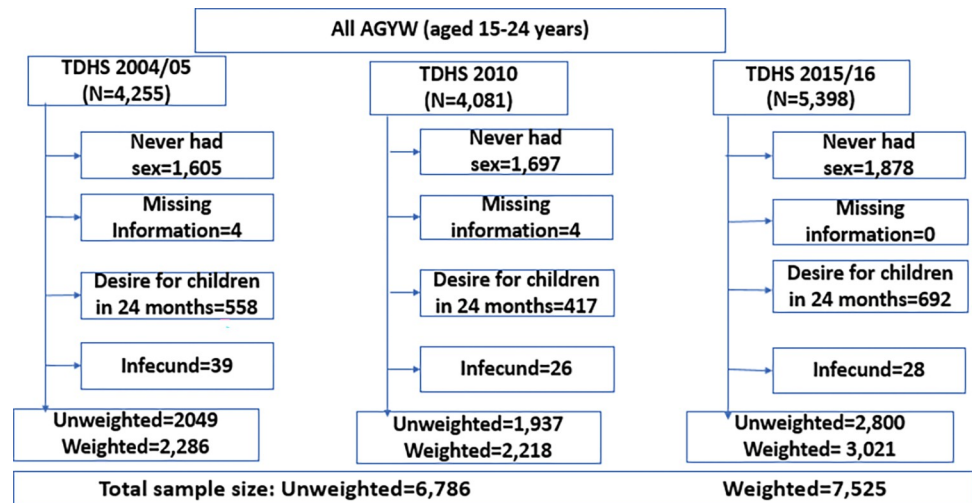 All AGYW (aged 15-24 years)
TDHS 2004/05
(N=4,255)
Never had
sex=1,605
Missing
Information=4
Desire for children
in 24 months=558
Infecund=39
Unweighted=2049
Weighted=2,286
TDHS 2010
(N=4,081)
Never had
sex=1,697
Missing
information=4
Desire for children
in 24 months=417
Infecund=26
Unweighted=1,937
Weighted=2,218
TDHS 2015/16
(N=5,398)
Never had
sex=1,878
Missing
information=0
Desire for children
in 24 months=692
Infecund=28
Unweighted=2,800
Weighted= 3,021
Total sample size: Unweighted=6,786 Weighted=7,525